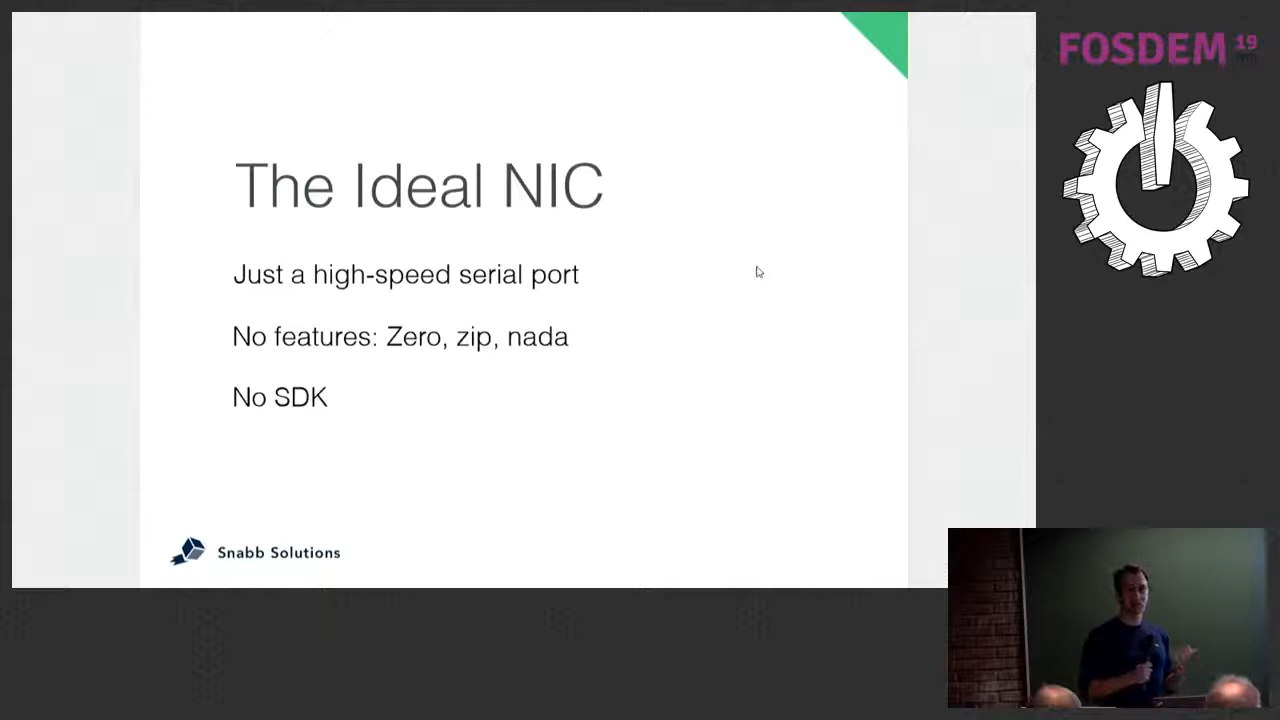 The Ideal NIC
Just a high-speed serial port
No features: Zero, zip, nada
No SDK
Snabb Solutions
FOSDEM 19